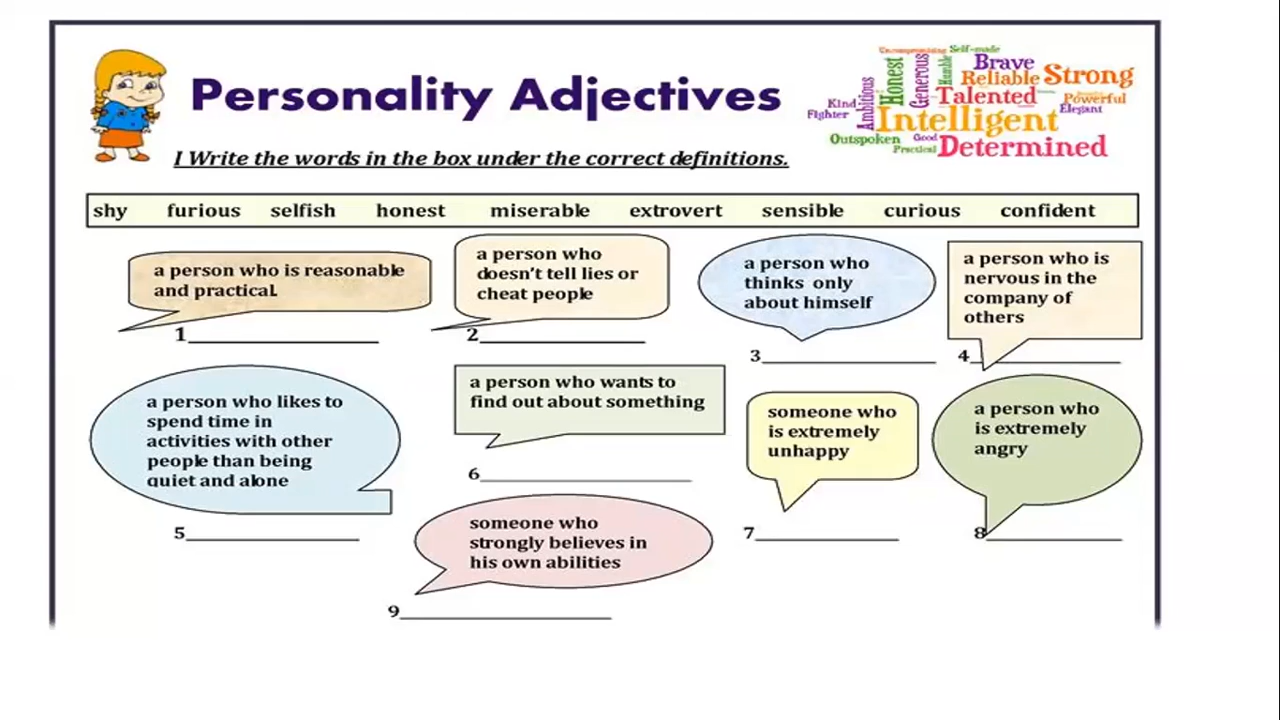 Personality Adjectives
Uncompromising Self-made
Brave
Honest
Generous
Humble
Reliable
Strong
Ambitious
Talented
Powerful
Kind
Elegant
Fighter
Intelligent
Outspoken
Good
Practical
Determined
I Write the words in the box under the correct definitions.
shy furious selfish honest miserable extrovert sensible curious confident
a person who is reasonable
and practical.
1
a person who
doesn't tell lies or
cheat people
2
a person who
thinks only
about himself
3
a person who is
nervous in the
company of
others
4
a person who likes to
spend time in
activities with other
people than being
quiet and alone
5
a person who wants to
find out about something
6
someone who
is extremely
unhappy
7
a person who
is extremely
angry
8
someone who
strongly believes in
his own abilities
9